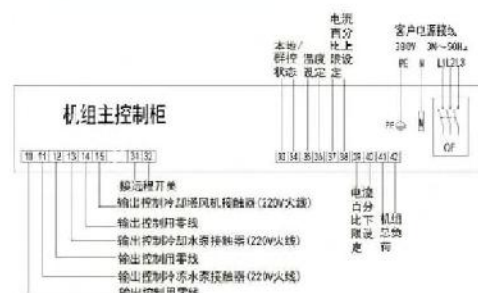 本地/群控状态
温度设定
电流百分比上限设定
客户电源接线
380V 3N~50Hz
PE N L1L2L3
机组主控制柜
PE N QF
10 11 12 13 14 15 31 32 33 34 35 36 37 38 39 40 41 42
接远程开关
输出控制冷却塔风机接触器(220V火线)
输出控制用零线
输出控制冷却水泵接触器(220V火线)
输出控制用零线
输出控制冷冻水泵接触器(220V火线)
输出控制用零线
电流百分比下限设定
机组总负荷